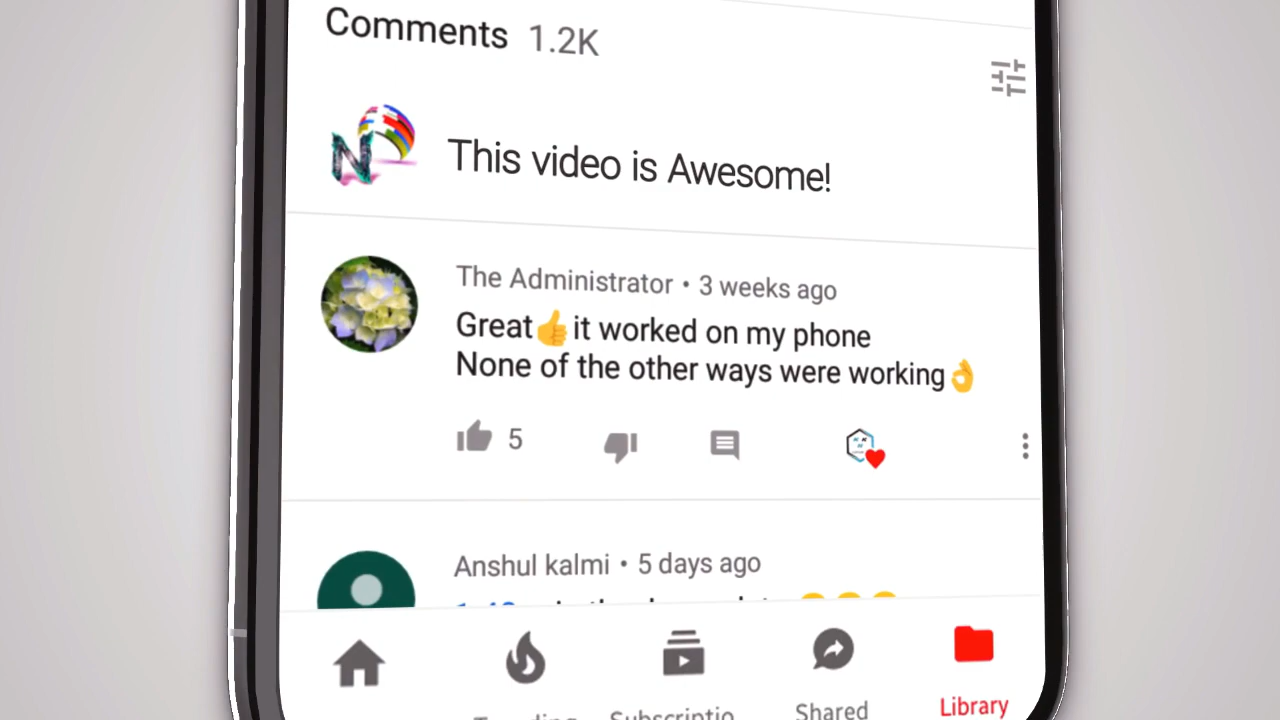 Comments 1.2K
N
This video is Awesome!
The Administrator • 3 weeks ago
Great👍it worked on my phone
None of the other ways were working👌
5
Anshul kalmi • 5 days ago
Shared
Library